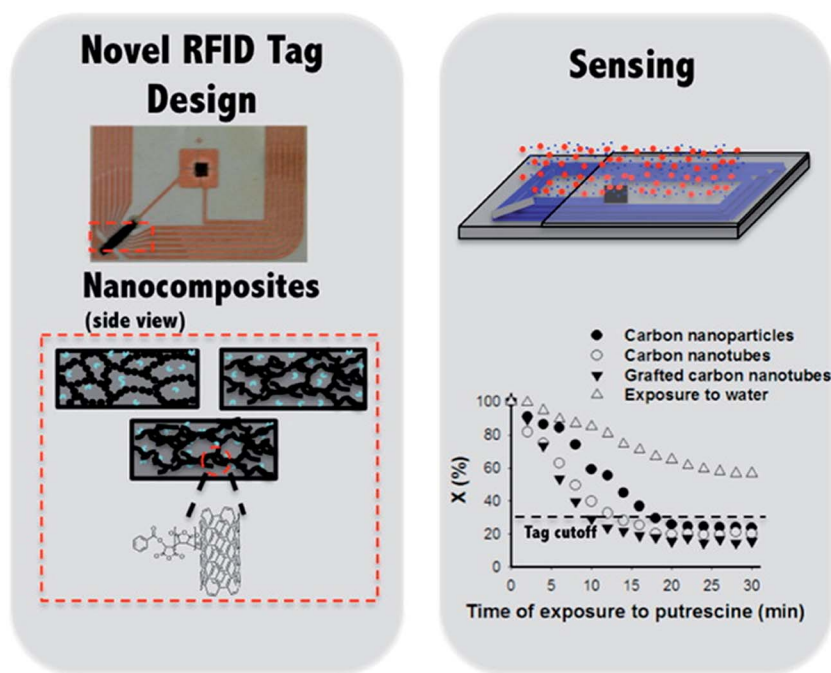 Novel RFID Tag
Design
Nanocomposites
(side view)
Sensing
Carbon nanoparticles
Carbon nanotubes
Grafted carbon nanotubes
Exposure to water
100
80
60
40
20
0
X (%)
Tag cutoff
0 5 10 15 20 25 30
Time of exposure to putrescine (min)